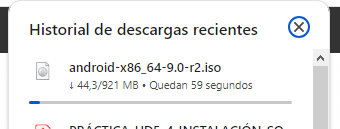 Historial de descargas recientes
android-x86_64-9.0-r2.iso
↓ 44,3/921 MB • Quedan 59 segundos